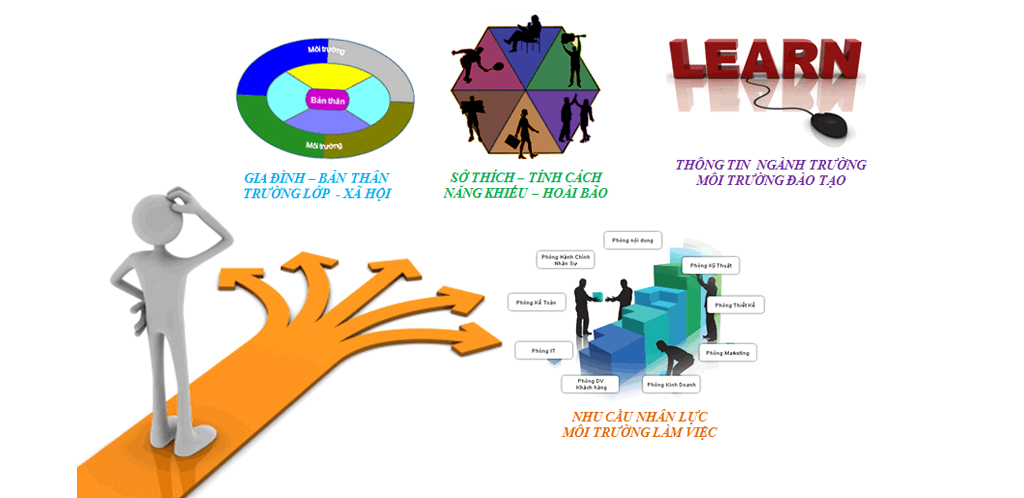 Môi trường
Bản thân
Môi trường
GIA ĐÌNH – BẢN THÂN
TRƯỜNG LỚP - XÃ HỘI
SỞ THÍCH – TÍNH CÁCH
NĂNG KHIẾU – HOÀI BÃO
LEARN
THÔNG TIN NGÀNH TRƯỜNG
MÔI TRƯỜNG ĐÀO TẠO
Phòng nội dung
Phòng Hành Chính
Nhân Sự
Phòng Kỹ Thuật
Phòng Kế Toán
Phòng Thiết Kế
Phòng IT
Phòng Marketing
Phòng DV
Khách hàng
Phòng Kinh Doanh
NHU CẦU NHÂN LỰC
MÔI TRƯỜNG LÀM VIỆC